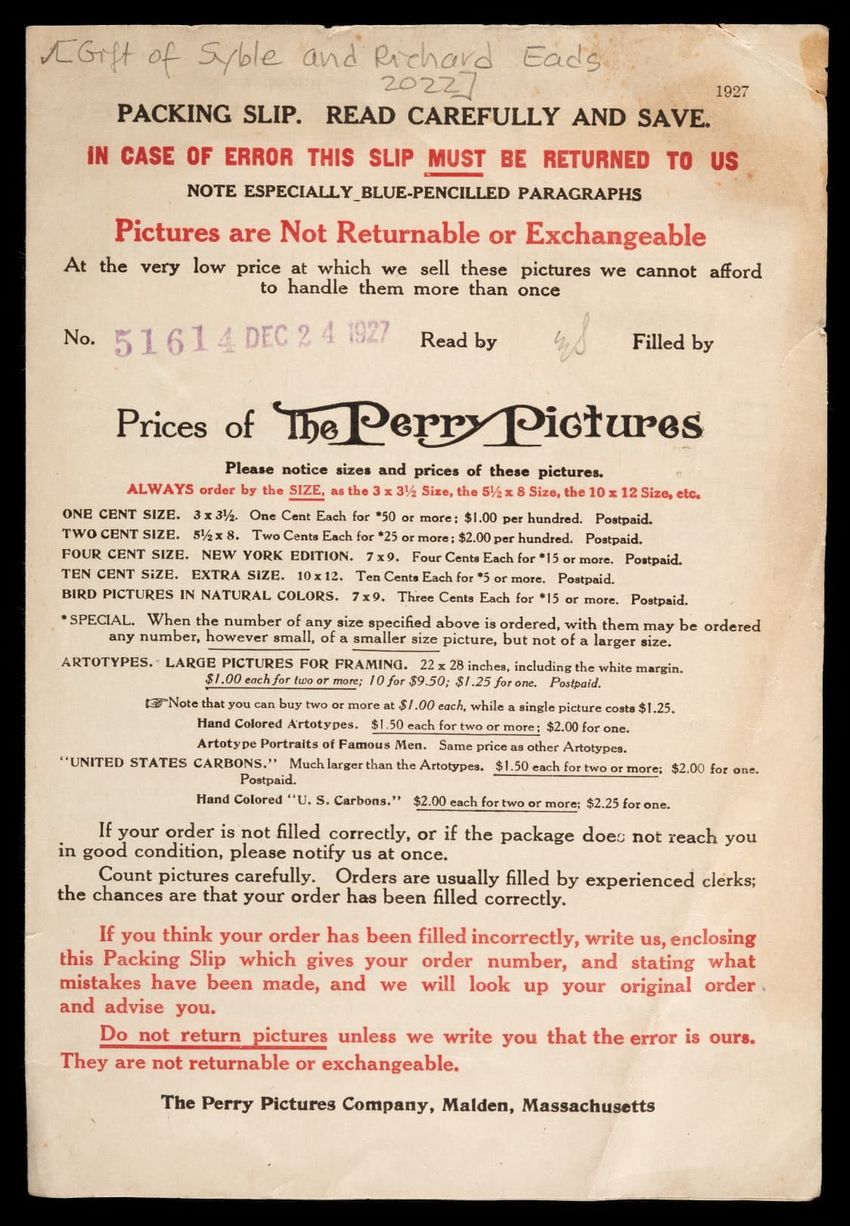 [Gift of Syble and Richard Eads
2022]
1927
PACKING SLIP. READ CAREFULLY AND SAVE.
IN CASE OF ERROR THIS SLIP MUST BE RETURNED TO US
NOTE ESPECIALLY BLUE-PENCILLED PARAGRAPHS
Pictures are Not Returnable or Exchangeable
At the very low price at which we sell these pictures we cannot afford
to handle them more than once
No. 51614 DEC 24 1927 Read by Filled by
Prices of The Perry Pictures
Please notice sizes and prices of these pictures.
ALWAYS order by the SIZE, as the 3 x 3½ Size, the 5½ x 8 Size, the 10 x 12 Size, etc.
ONE CENT SIZE. 3 x 3½. One Cent Each for *50 or more; $1.00 per hundred. Postpaid.
TWO CENT SIZE. 5½ x 8. Two Cents Each for *25 or more; $2.00 per hundred. Postpaid.
FOUR CENT SIZE. NEW YORK EDITION. 7 x 9. Four Cents Each for *15 or more. Postpaid.
TEN CENT SIZE. EXTRA SIZE. 10 x 12. Ten Cents Each for *5 or more. Postpaid.
BIRD PICTURES IN NATURAL COLORS. 7 x 9. Three Cents Each for *15 or more. Postpaid.
*SPECIAL. When the number of any size specified above is ordered, with them may be ordered
any number, however small, of a smaller size picture, but not of a larger size.
ARTOTYPES. LARGE PICTURES FOR FRAMING. 22 x 28 inches, including the white margin.
$1.00 each for two or more; 10 for $9.50; $1.25 for one. Postpaid.
☞Note that you can buy two or more at $1.00 each, while a single picture costs $1.25.
Hand Colored Artotypes. $1.50 each for two or more; $2.00 for one.
Artotype Portraits of Famous Men. Same price as other Artotypes.
"UNITED STATES CARBONS." Much larger than the Artotypes. $1.50 each for two or more; $2.00 for one.
Postpaid.
Hand Colored "U. S. Carbons." $2.00 each for two or more; $2.25 for one.
If your order is not filled correctly, or if the package does not reach you
in good condition, please notify us at once.
Count pictures carefully. Orders are usually filled by experienced clerks;
the chances are that your order has been filled correctly.
If you think your order has been filled incorrectly, write us, enclosing
this Packing Slip which gives your order number, and stating what
mistakes have been made, and we will look up your original order
and advise you.
Do not return pictures unless we write you that the error is ours.
They are not returnable or exchangeable.
The Perry Pictures Company, Malden, Massachusetts